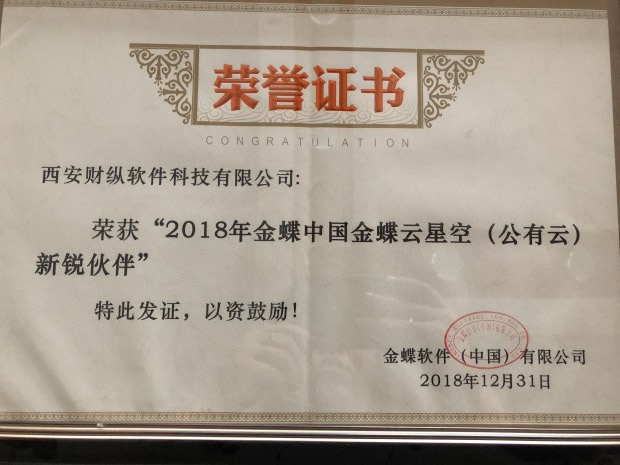 荣誉证书
CONGRATULATION
西安财纵软件科技有限公司:
荣获“2018年金蝶中国金蝶云星空（公有云）
新锐伙伴”
特此发证，以资鼓励！
金蝶软件（中国）有限公司
2018年12月31日